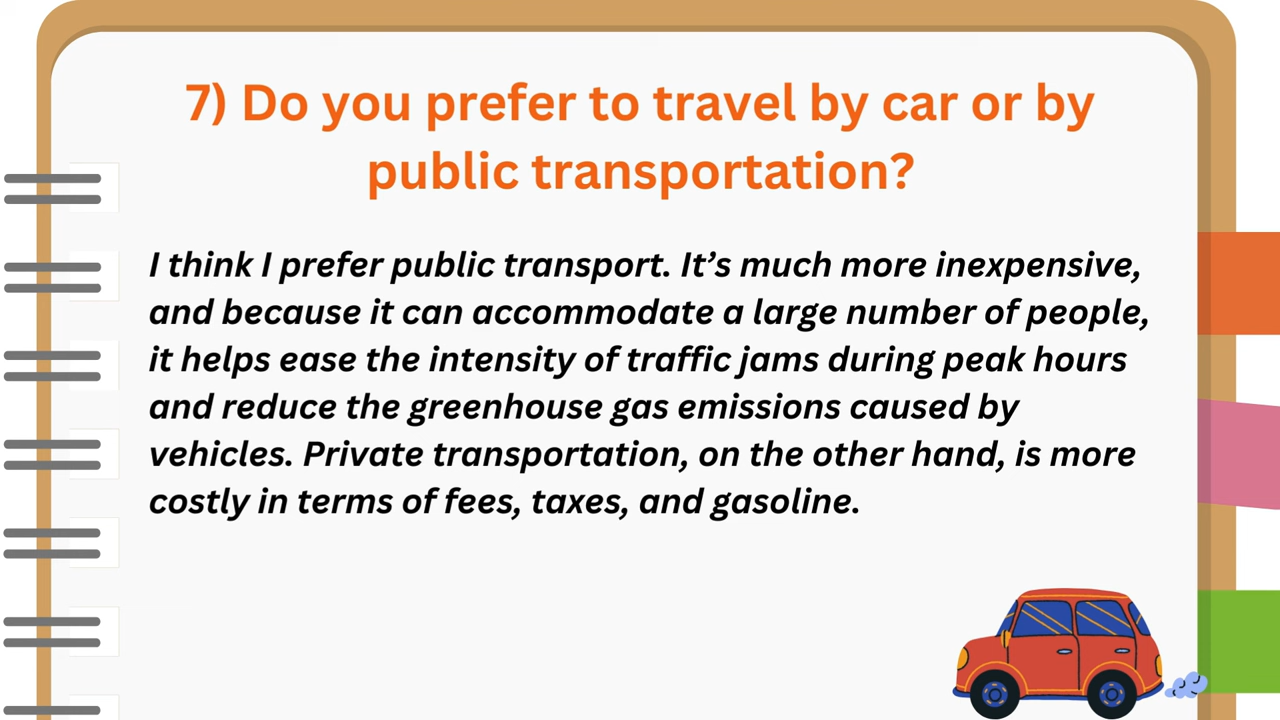 7) Do you prefer to travel by car or by
public transportation?
I think I prefer public transport. It’s much more inexpensive,
and because it can accommodate a large number of people,
it helps ease the intensity of traffic jams during peak hours
and reduce the greenhouse gas emissions caused by
vehicles. Private transportation, on the other hand, is more
costly in terms of fees, taxes, and gasoline.